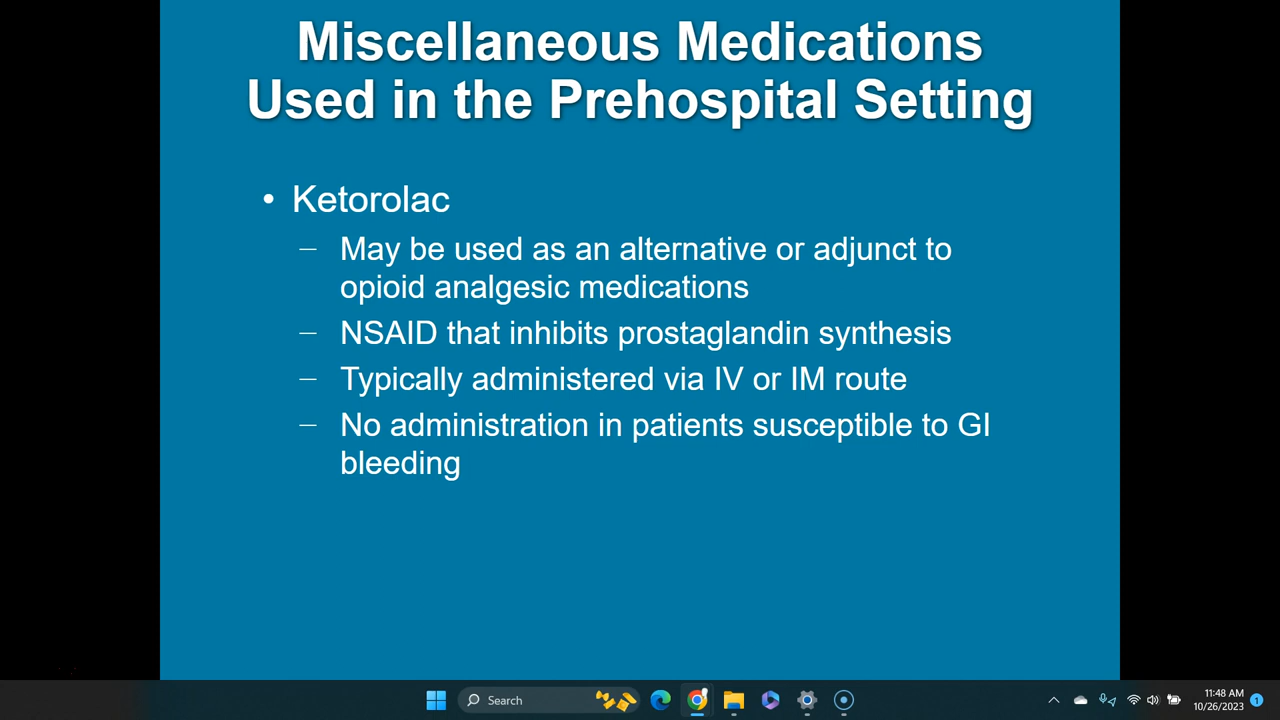 Miscellaneous Medications
Used in the Prehospital Setting
• Ketorolac
– May be used as an alternative or adjunct to
opioid analgesic medications
– NSAID that inhibits prostaglandin synthesis
– Typically administered via IV or IM route
– No administration in patients susceptible to GI
bleeding
Search
11:48 AM
10/26/2023
1